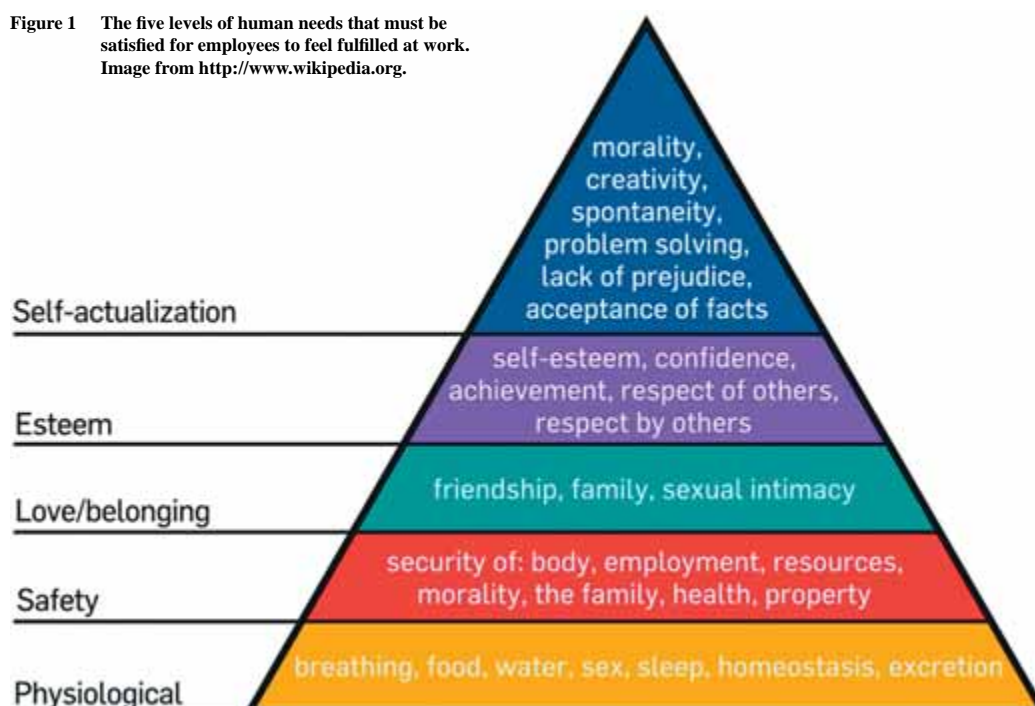 Figure 1 The five levels of human needs that must be
satisfied for employees to feel fulfilled at work.
Image from http://www.wikipedia.org.
morality,
creativity,
spontaneity,
problem solving,
lack of prejudice,
acceptance of facts
Self-actualization
self-esteem, confidence,
achievement, respect of others,
respect by others
Esteem
friendship, family, sexual intimacy
Love/belonging
security of: body, employment, resources,
morality, the family, health, property
Safety
breathing, food, water, sex, sleep, homeostasis, excretion
Physiological